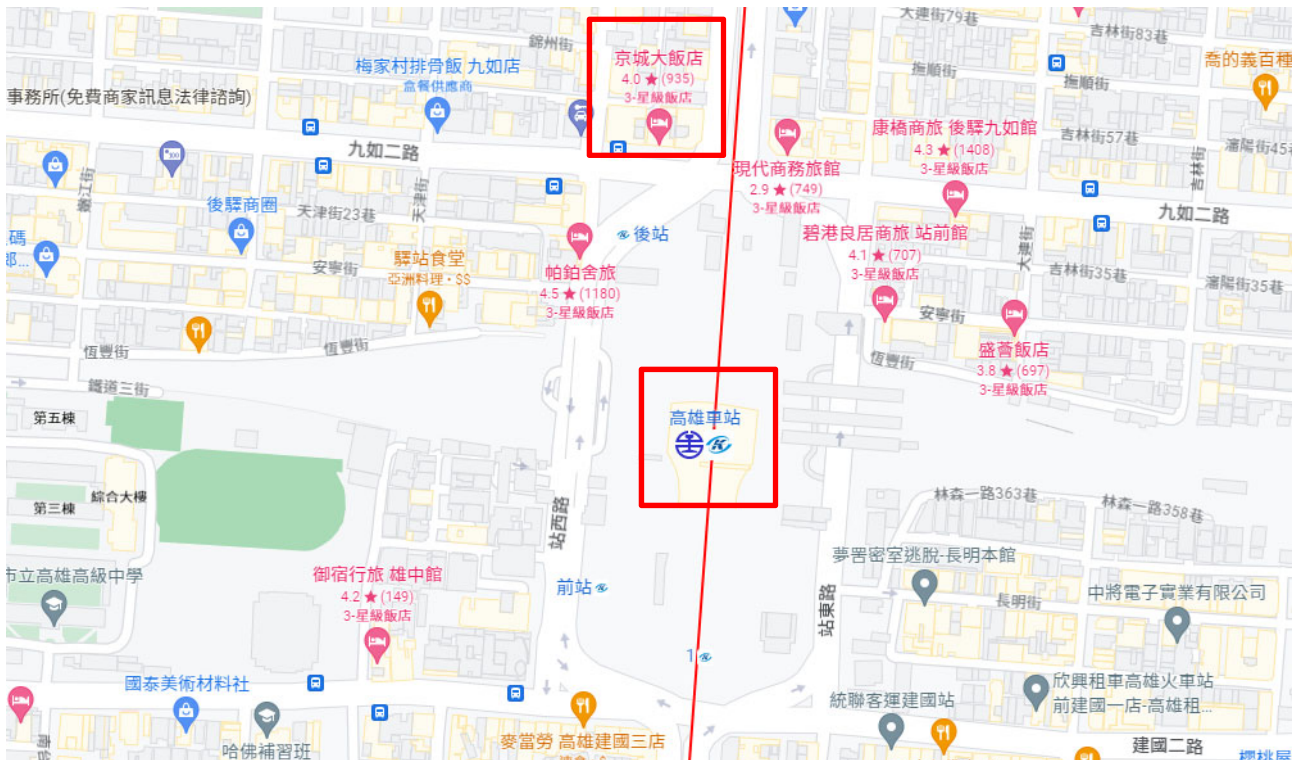 大連街79巷
錦州街
吉林街83巷
京城大飯店
4.0 ★ (935)
3-星級飯店
梅家村排骨飯 九如店
盒餐供應商
撫順街
撫順街
喬的義百種
事務所(免費商家訊息法律諮詢)
康橋商旅 後驛九如館
4.3 ★ (1408)
3-星級飯店
吉林街57巷
瀋陽街45
九如二路
現代商務旅館
2.9 ★ (749)
3-星級飯店
吉林街
後驛商圈
天津街23巷
天津街
九如二路
後站
碧港良居商旅 站前館
4.1 ★ (707)
3-星級飯店
大連街
碼
郎...
驛站食堂
亞洲料理・$$
安寧街
帕鉑舍旅
4.5 ★ (1180)
3-星級飯店
吉林街35巷
瀋陽街35巷
安寧街
恆豐街
恆豐街
恆豐街
盛薈飯店
3.8 ★ (697)
3-星級飯店
鐵道三街
第五棟
高雄車站
綜合大樓
第三棟
林森一路363巷
林森一路358巷
站西路
夢罟密室逃脫-長明本館
市立高雄高級中學
御宿行旅 雄中館
4.2 ★ (149)
3-星級飯店
前站
中將電子實業有限公司
長明街
站東路
1
國泰美術材料社
欣興租車高雄火車站
前建國一店-高雄租...
統聯客運建國站
哈佛補習班
麥當勞 高雄建國三店
建國二路
櫻桃屋